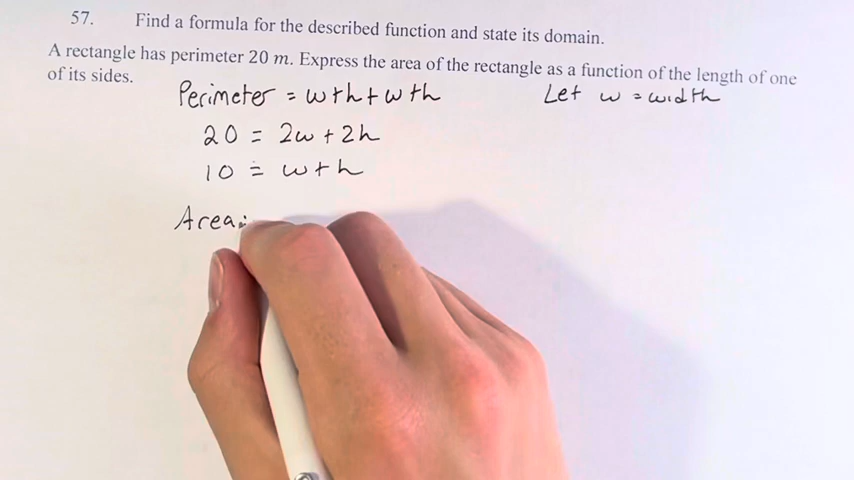 57. Find a formula for the described function and state its domain.
A rectangle has perimeter 20 m. Express the area of the rectangle as a function of the length of one
of its sides.
Perimeter = w+h+w+h
Let w = width
20 = 2w + 2h
10 = w+h
Area: